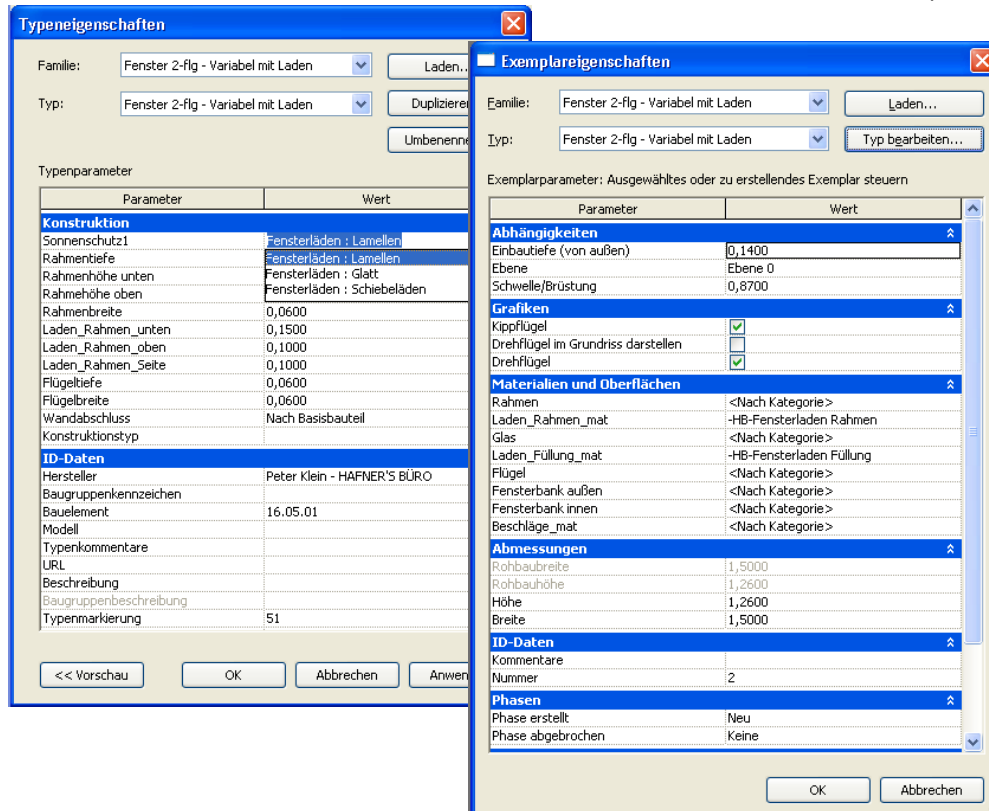 Typeneigenschaften
Familie: Fenster 2-flg - Variabel mit Laden Laden..
Typ: Fenster 2-flg - Variabel mit Laden Duplizieren
Umbenenne
Typenparameter
Parameter Wert
Konstruktion
Sonnenschutz1 Fensterläden : Lamellen
Rahmentiefe Fensterläden : Lamellen
Rahmenhöhe unten Fensterläden : Glatt
Rahmehöhe oben Fensterläden : Schiebeläden
Rahmenbreite 0,0600
Laden_Rahmen_unten 0,1500
Laden_Rahmen_oben 0,1000
Laden_Rahmen_Seite 0,1000
Flügeltiefe 0,0600
Flügelbreite 0,0600
Wandabschluss Nach Basisbauteil
Konstruktionstyp
ID-Daten
Hersteller Peter Klein - HAFNER'S BÜRO
Baugruppenkennzeichen
Bauelement 16.05.01
Modell
Typenkommentare
URL
Beschreibung
Baugruppenbeschreibung
Typenmarkierung 51
<< Vorschau OK Abbrechen Anwen
Exemplareigenschaften
Familie: Fenster 2-flg - Variabel mit Laden Laden...
Typ: Fenster 2-flg - Variabel mit Laden Typ bearbeiten...
Exemplarparameter: Ausgewähltes oder zu erstellendes Exemplar steuern
Parameter Wert
Abhängigkeiten
Einbautiefe (von außen) 0,1400
Ebene Ebene 0
Schwelle/Brüstung 0,8700
Grafiken
Kippflügel
Drehflügel im Grundriss darstellen
Drehflügel
Materialien und Oberflächen
Rahmen <Nach Kategorie>
Laden_Rahmen_mat -HB-Fensterladen Rahmen
Glas <Nach Kategorie>
Laden_Füllung_mat -HB-Fensterladen Füllung
Flügel <Nach Kategorie>
Fensterbank außen <Nach Kategorie>
Fensterbank innen <Nach Kategorie>
Beschläge_mat <Nach Kategorie>
Abmessungen
Rohbaubreite 1,5000
Rohbauhöhe 1,2600
Höhe 1,2600
Breite 1,5000
ID-Daten
Kommentare
Nummer 2
Phasen
Phase erstellt Neu
Phase abgebrochen Keine
OK Abbrechen